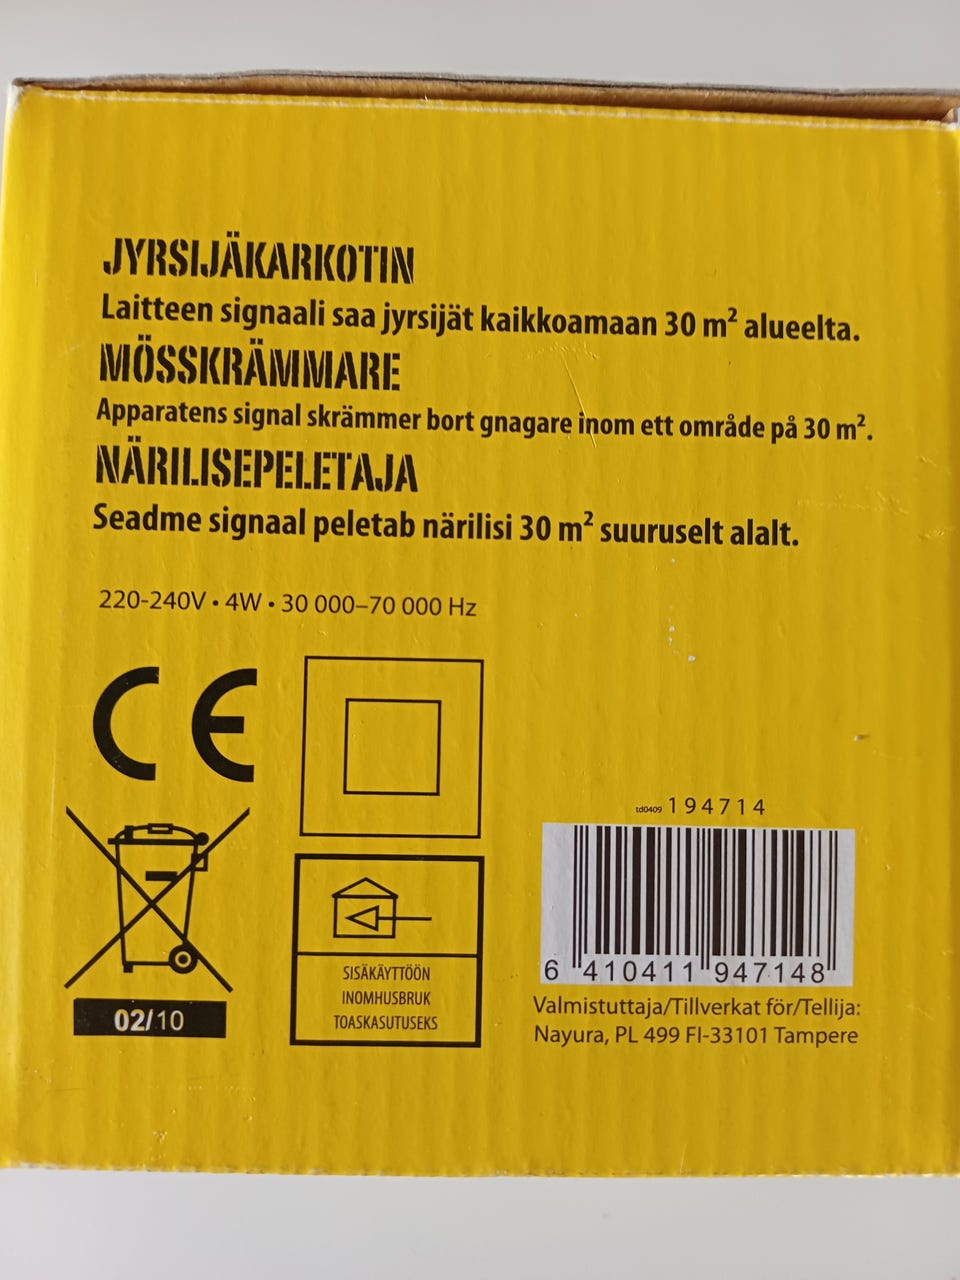 JYRSIJÄKARKOTIN
Laitteen signaali saa jyrsijät kaikkoamaan 30 m² alueelta.
MÖSSKRÄMMARE
Apparatens signal skrämmer bort gnagare inom ett område på 30 m².
NÄRILISEPELETAJA
Seadme signaal peletab närilisi 30 m² suuruselt alalt.
220-240V • 4W • 30 000–70 000 Hz
CE
02/10
SISÄKÄYTTÖÖN
INOMHUSBRUK
TOASKASUTUSEKS
td0409 194714
6 410411 947148
Valmistuttaja/Tillverkat för/Tellija:
Nayura, PL 499 FI-33101 Tampere